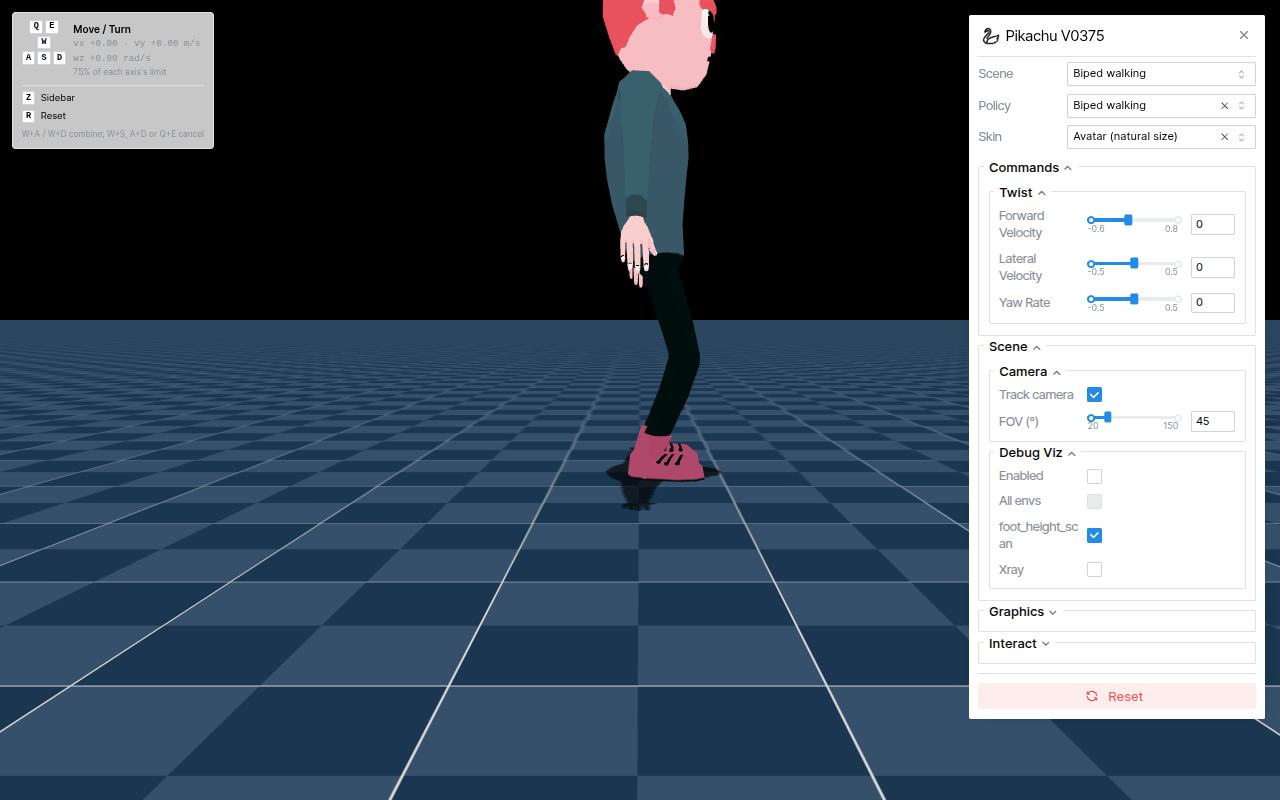 Q E
W
A S D
Move / Turn
vx +0.00 · vy +0.00 m/s
wz +0.00 rad/s
75% of each axis's limit
Z Sidebar
R Reset
W+A / W+D combine; W+S, A+D or Q+E cancel
Pikachu V0375
Scene Biped walking
Policy Biped walking
Skin Avatar (natural size)
Commands
Twist
Forward Velocity
-0.6 0.8
0
Lateral Velocity
-0.5 0.5
0
Yaw Rate
-0.5 0.5
0
Scene
Camera
Track camera
FOV (°)
20 150
45
Debug Viz
Enabled
All envs
foot_height_sc
an
Xray
Graphics
Interact
Reset